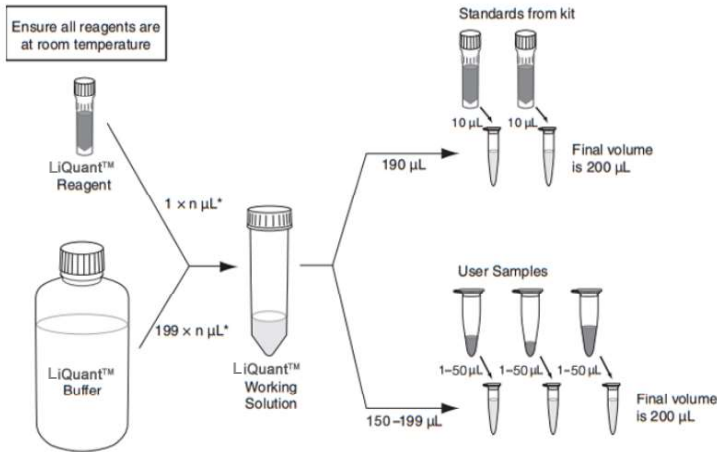 Ensure all reagents are
at room temperature
LiQuant™
Reagent
1 × n µL*
LiQuant™
Buffer
199 × n µL*
LiQuant™
Working
Solution
Standards from kit
10 µL
10 µL
190 µL
Final volume
is 200 µL
User Samples
1–50 µL
1–50 µL
1–50 µL
150–199 µL
Final volume
is 200 µL